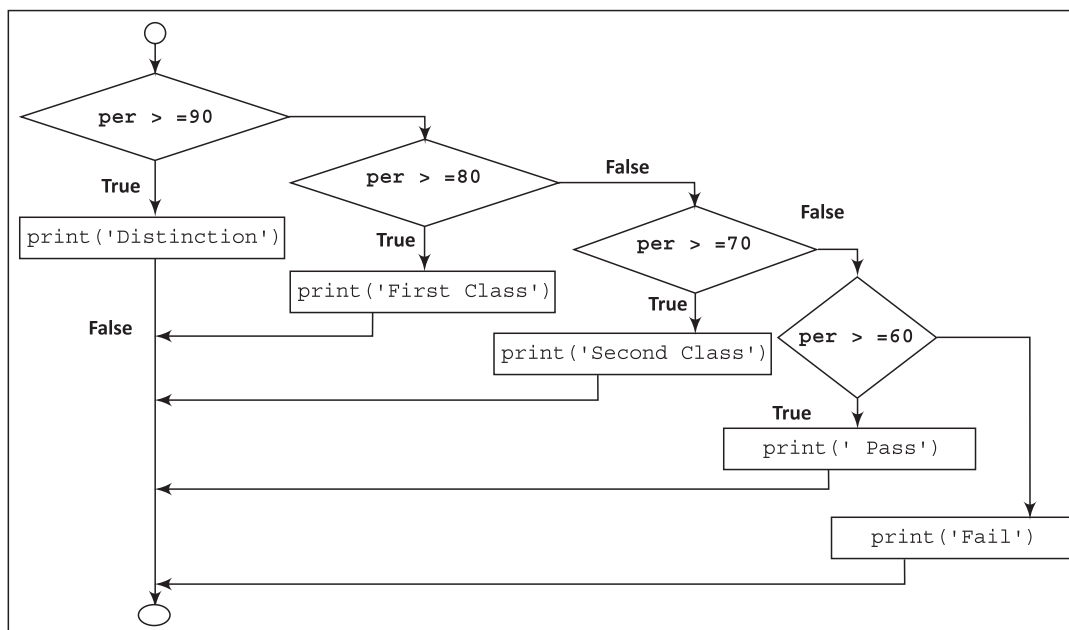 per > =90
True
print('Distinction')
per > =80
False
True
print('First Class')
False
per > =70
False
True
print('Second Class')
per > =60
True
print(' Pass')
print('Fail')